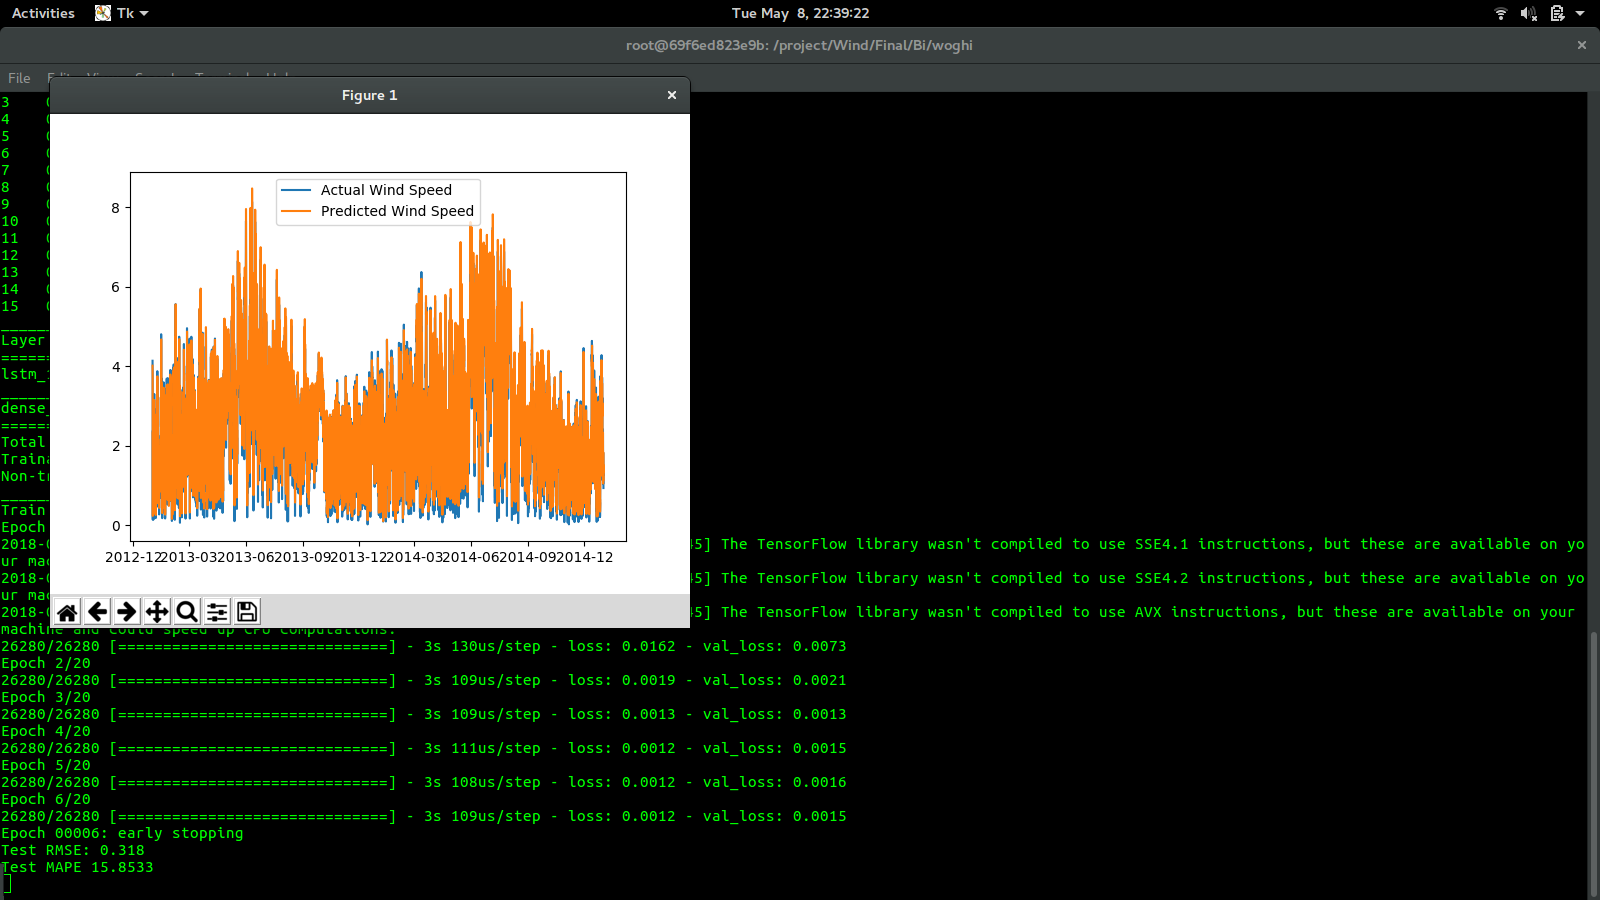 Activities Tk Tue May 8, 22:39:22
root@69f6ed823e9b: /project/Wind/Final/Bi/woghi
File
Figure 1
3
4
5
6
7
8
9
10
11
12
13
14
15
Layer
lstm_
dense_
Total
Train
Epoch
Actual Wind Speed
Predicted Wind Speed
8
6
4
2
0
2012-12 2013-03 2013-06 2013-09 2013-12 2014-03 2014-06 2014-09 2014-12
2018-0 45] The TensorFlow library wasn't compiled to use SSE4.1 instructions, but these are available on yo
ur mac
2018-0 45] The TensorFlow library wasn't compiled to use SSE4.2 instructions, but these are available on yo
ur mac
2018-0 45] The TensorFlow library wasn't compiled to use AVX instructions, but these are available on your
machine and could speed up CPU computations.
26280/26280 [==============================] - 3s 130us/step - loss: 0.0162 - val_loss: 0.0073
Epoch 2/20
26280/26280 [==============================] - 3s 109us/step - loss: 0.0019 - val_loss: 0.0021
Epoch 3/20
26280/26280 [==============================] - 3s 109us/step - loss: 0.0013 - val_loss: 0.0013
Epoch 4/20
26280/26280 [==============================] - 3s 111us/step - loss: 0.0012 - val_loss: 0.0015
Epoch 5/20
26280/26280 [==============================] - 3s 108us/step - loss: 0.0012 - val_loss: 0.0016
Epoch 6/20
26280/26280 [==============================] - 3s 109us/step - loss: 0.0012 - val_loss: 0.0015
Epoch 00006: early stopping
Test RMSE: 0.318
Test MAPE 15.8533